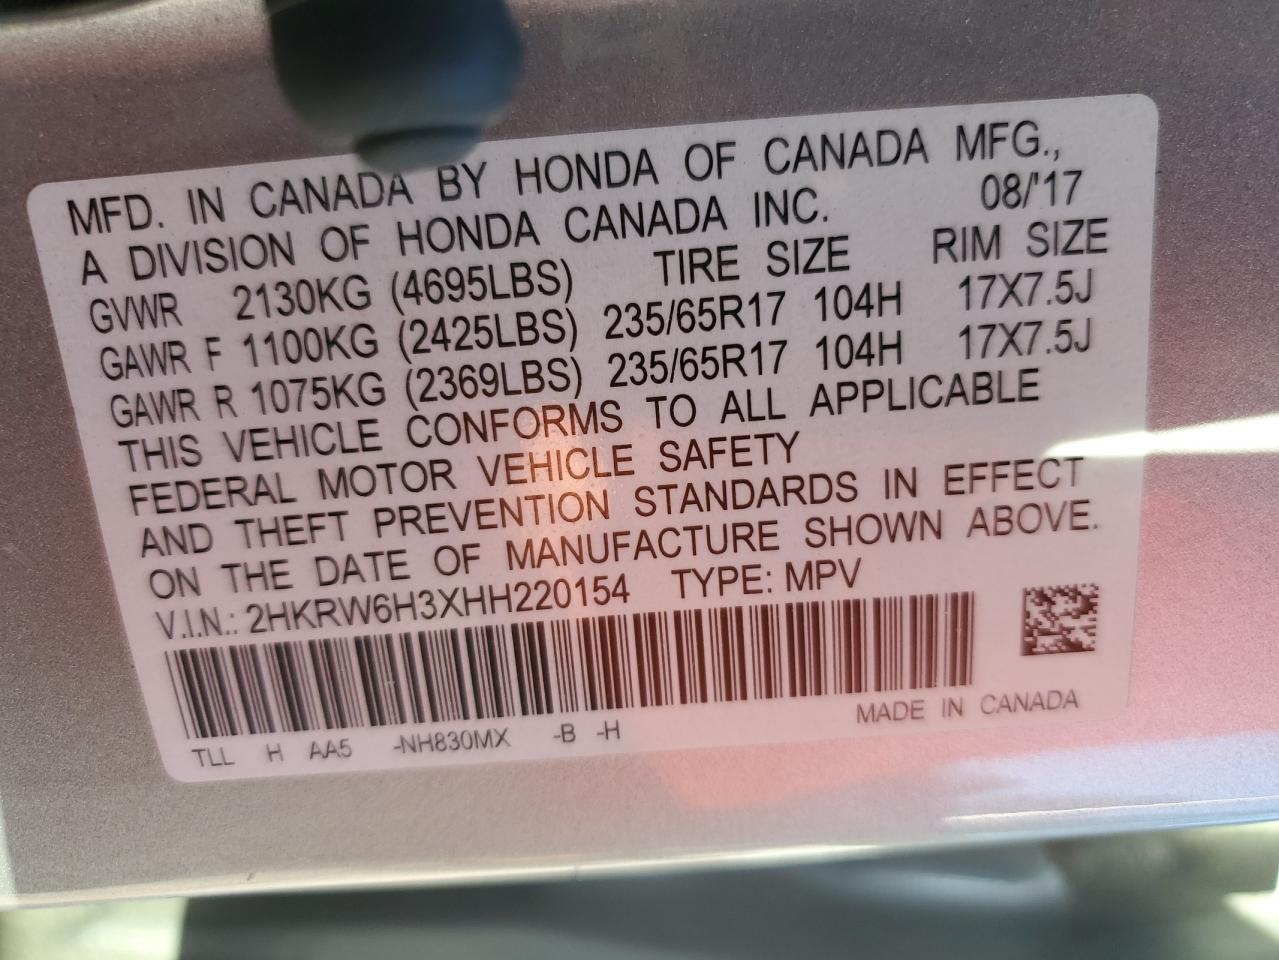 MFD. IN CANADA BY HONDA OF CANADA MFG.,
A DIVISION OF HONDA CANADA INC. 08/'17
GVWR 2130KG (4695LBS) TIRE SIZE RIM SIZE
GAWR F 1100KG (2425LBS) 235/65R17 104H 17X7.5J
GAWR R 1075KG (2369LBS) 235/65R17 104H 17X7.5J
THIS VEHICLE CONFORMS TO ALL APPLICABLE
FEDERAL MOTOR VEHICLE SAFETY
AND THEFT PREVENTION STANDARDS IN EFFECT
ON THE DATE OF MANUFACTURE SHOWN ABOVE.
V.I.N.: 2HKRW6H3XHH220154 TYPE: MPV
TLL H AA5 -NH830MX -B -H MADE IN CANADA